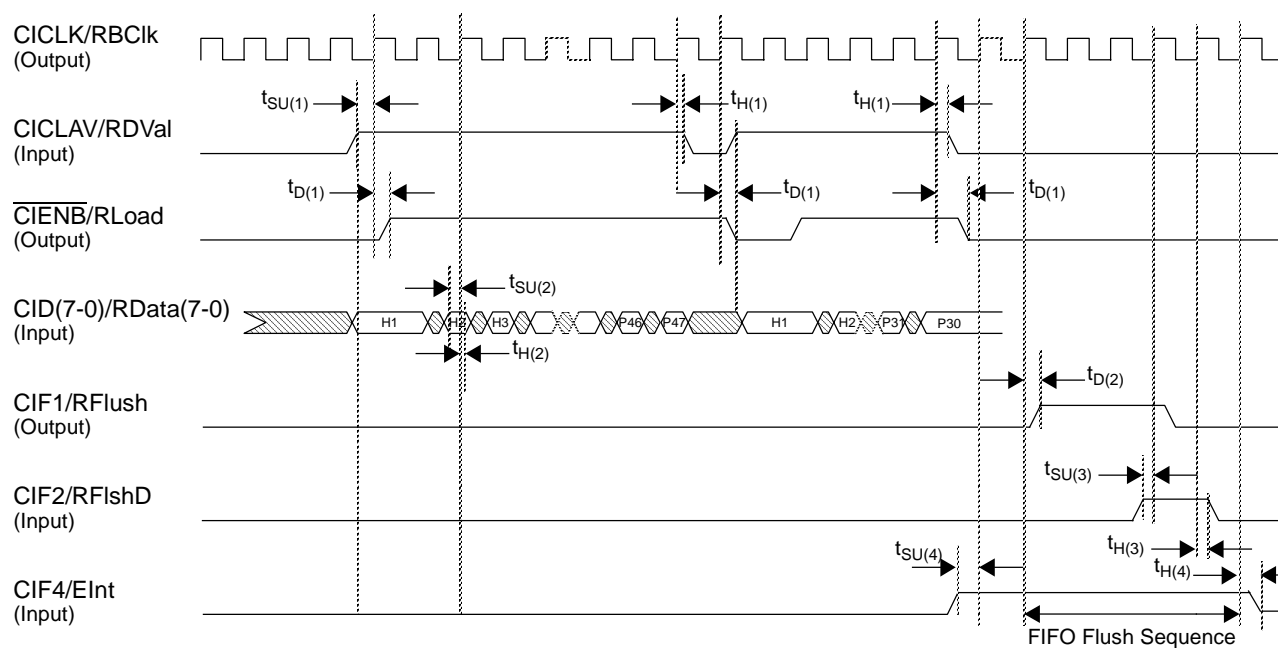 CICLK/RBClk
(Output)
tSU(1)
tH(1)
tH(1)
CICLAV/RDVal
(Input)
tD(1)
tD(1)
tD(1)
CIENB/RLoad
(Output)
tSU(2)
CID(7-0)/RData(7-0)
(Input)
H1
H2
H3
P46
P47
H1
H2
P31
P30
tH(2)
tD(2)
CIF1/RFlush
(Output)
tSU(3)
CIF2/RFlshD
(Input)
tH(3)
tSU(4)
tH(4)
CIF4/EInt
(Input)
FIFO Flush Sequence